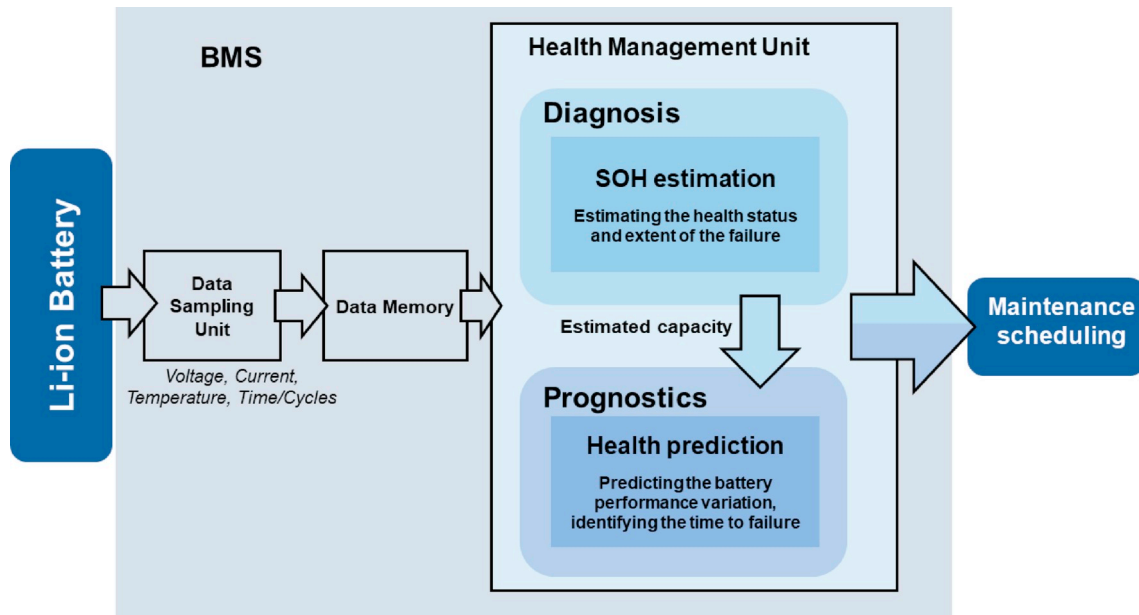 BMS
Li-ion Battery
Data
Sampling
Unit
Voltage, Current,
Temperature, Time/Cycles
Data Memory
Health Management Unit
Diagnosis
SOH estimation
Estimating the health status
and extent of the failure
Estimated capacity
Prognostics
Health prediction
Predicting the battery
performance variation,
identifying the time to failure
Maintenance
scheduling